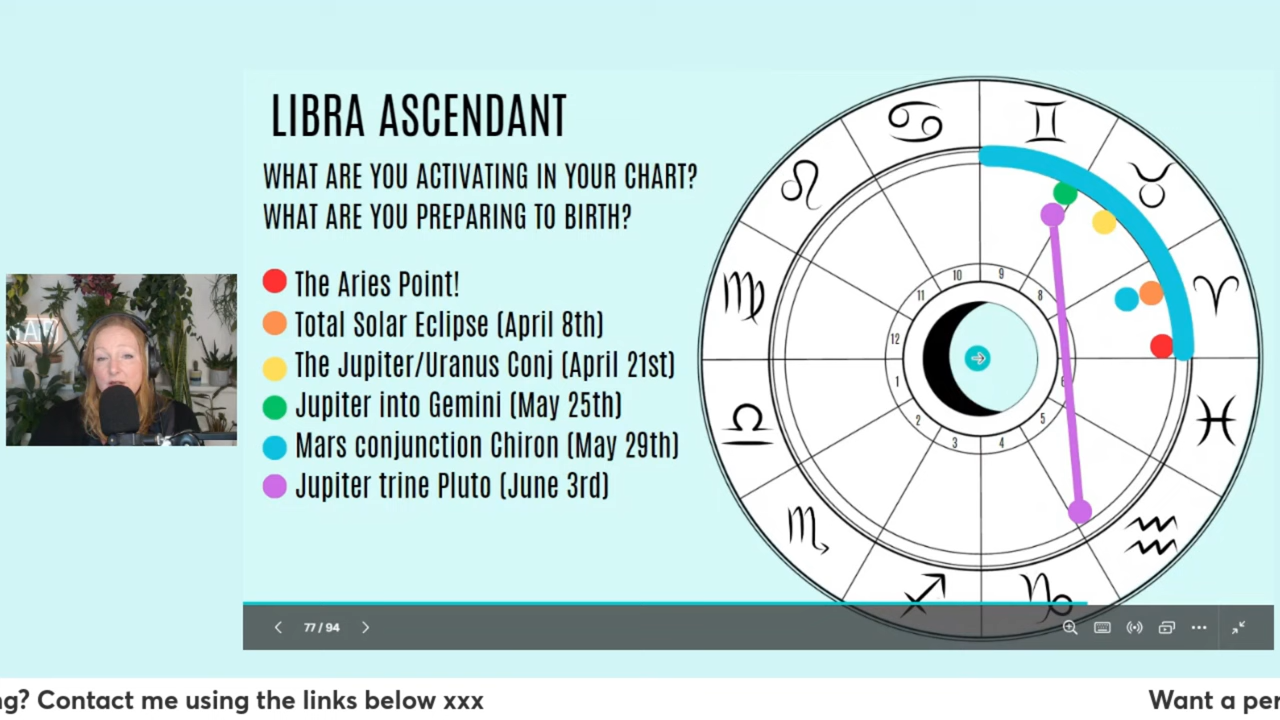 LIBRA ASCENDANT
WHAT ARE YOU ACTIVATING IN YOUR CHART?
WHAT ARE YOU PREPARING TO BIRTH?
The Aries Point!
Total Solar Eclipse (April 8th)
The Jupiter/Uranus Conj (April 21st)
Jupiter into Gemini (May 25th)
Mars conjunction Chiron (May 29th)
Jupiter trine Pluto (June 3rd)
♋ ♊
♌ ♉
♍ ♈
♎ ♓
♏ ♒
♐ ♑
10 9
11 8
12
1
2 5
3 4
77 / 94
ng? Contact me using the links below xxx
Want a per